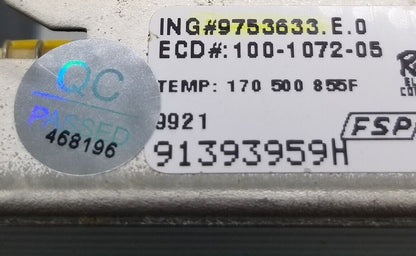 ING#9753633.E.0
ECD#:100-1072-05
TEMP: 170 500 855F
9921
91393959H
FSP
QC
PASSED
468196